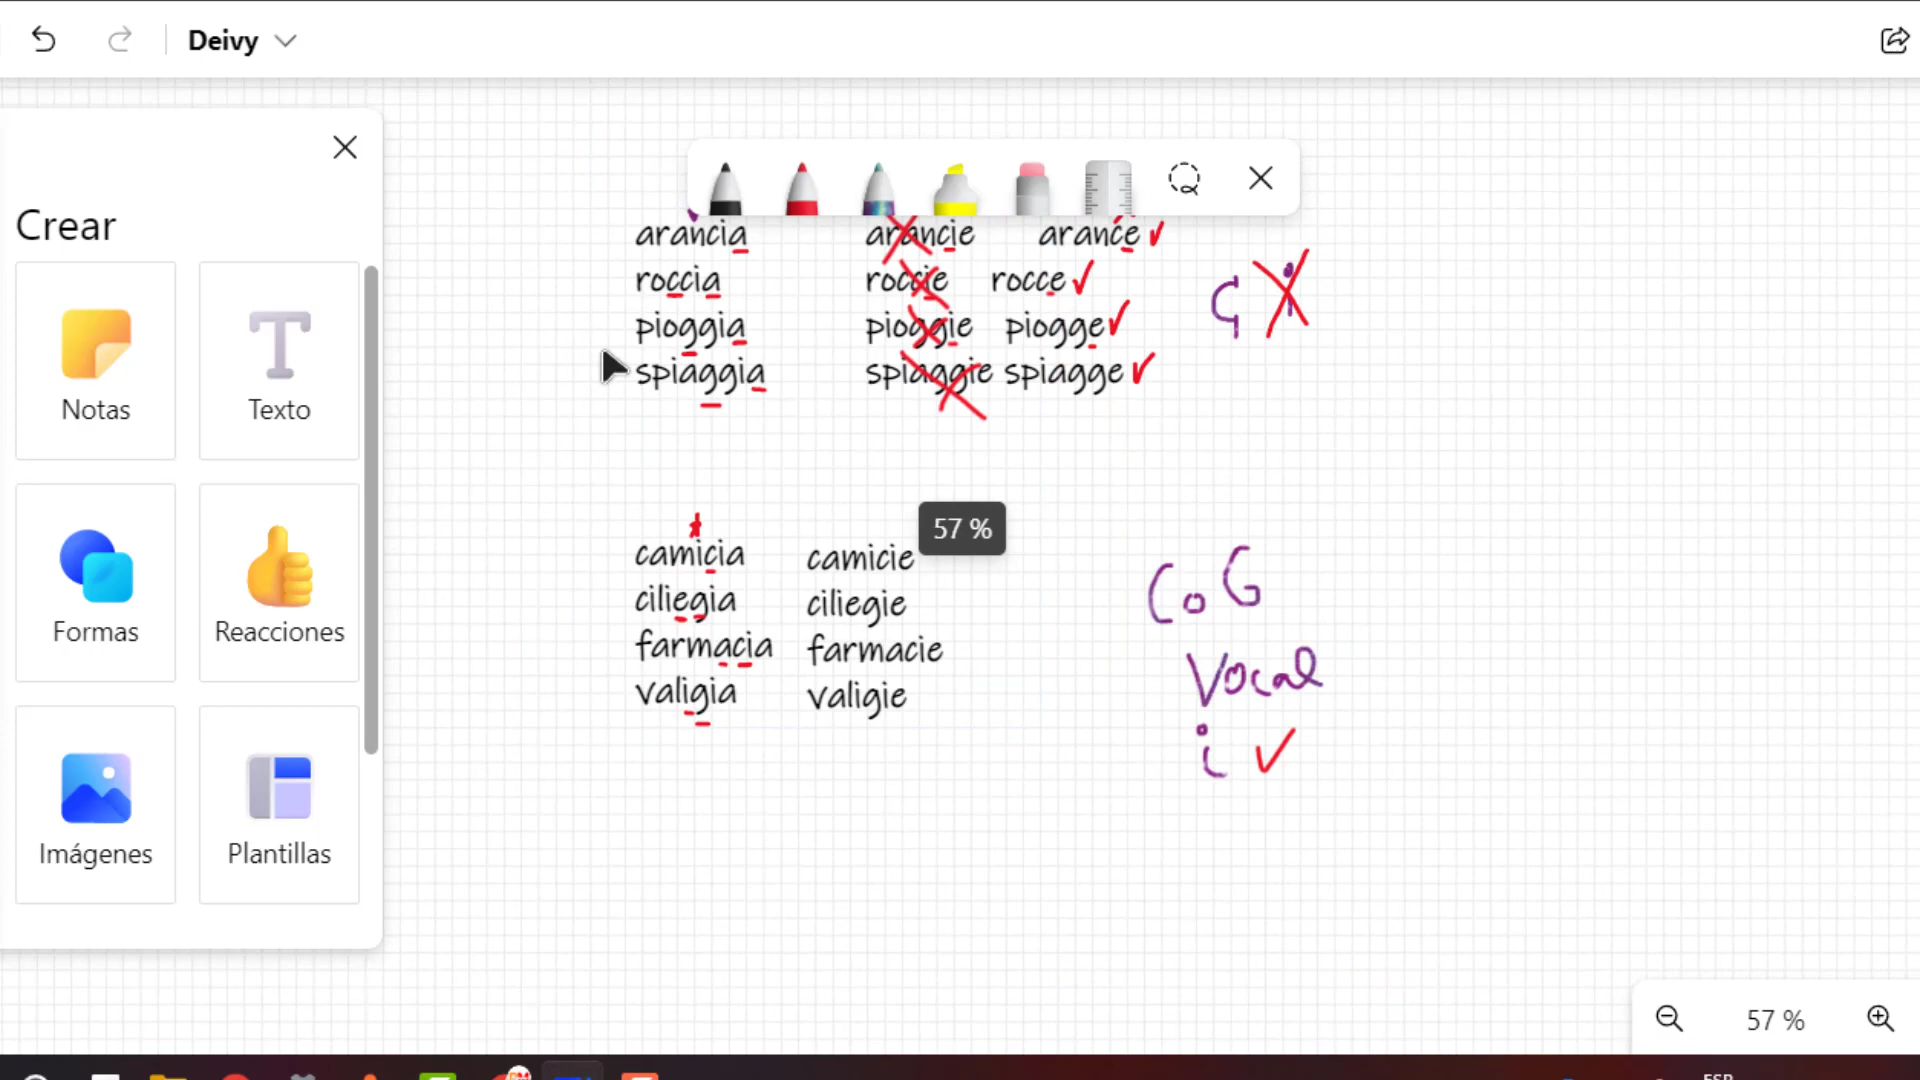 Deivy
Crear
Notas
Texto
Formas
Reacciones
Imágenes
Plantillas
arancia arancie arance
roccia roccie rocce
pioggia pioggie piogge
spiaggia spiaggie spiagge
i
57 %
camicia camicie
ciliegia ciliegie
farmacia farmacie
valigia valigie
C o G
Vocal
i
57 %
ESP